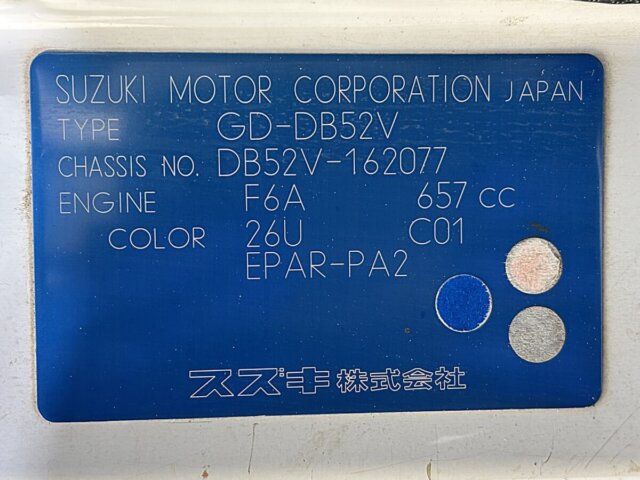 SUZUKI MOTOR CORPORATION JAPAN
TYPE GD-DB52V
CHASSIS NO. DB52V-162077
ENGINE F6A 657 cc
COLOR 26U C01
EPAR-PA2
スズキ株式会社